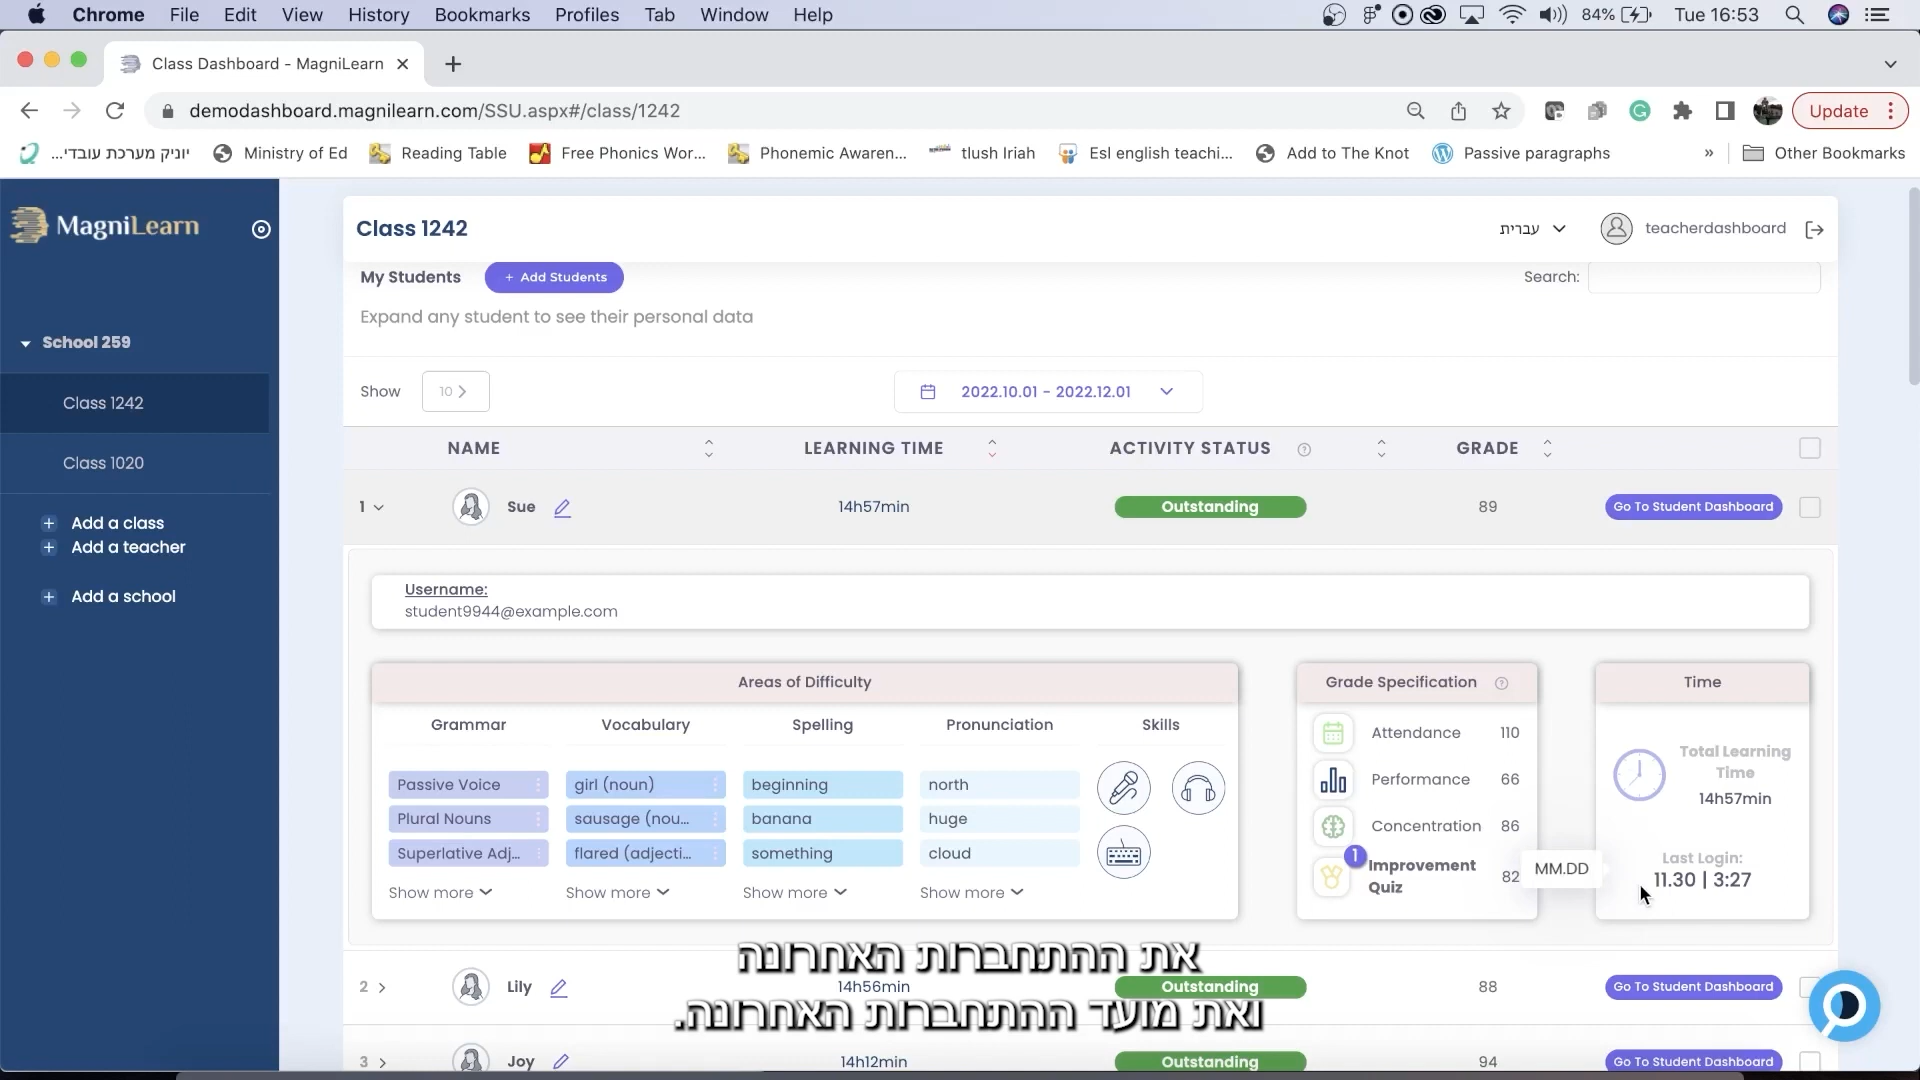 Chrome File Edit View History Bookmarks Profiles Tab Window Help 84% Tue 16:53
Class Dashboard - MagniLearn
demodashboard.magnilearn.com/SSU.aspx#/class/1242 Update
יוניק מערכת עובדי... Ministry of Ed Reading Table Free Phonics Wor... Phonemic Awaren... tlush Iriah Esl english teachi... Add to The Knot Passive paragraphs » Other Bookmarks
MagniLearn
School 259
Class 1242
Class 1020
+ Add a class
+ Add a teacher
+ Add a school
Class 1242 עברית teacherdashboard
My Students + Add Students Search:
Expand any student to see their personal data
Show 10 2022.10.01 - 2022.12.01
NAME LEARNING TIME ACTIVITY STATUS GRADE
1 Sue 14h57min Outstanding 89 Go To Student Dashboard
Username:
student9944@example.com
Areas of Difficulty
Grammar Vocabulary Spelling Pronunciation Skills
Passive Voice girl (noun) beginning north
Plural Nouns sausage (nou... banana huge
Superlative Adj... flared (adjecti... something cloud
Show more Show more Show more Show more
Grade Specification
Attendance 110
Performance 66
Concentration 86
1 Improvement Quiz 82
MM.DD
Time
Total Learning
Time
14h57min
Last Login:
11.30 | 3:27
את ההתחברות האחרונה
ואת מועד ההתחברות האחרונה.
2 Lily 14h56min Outstanding 88 Go To Student Dashboard
3 Joy 14h12min Outstanding 94 Go To Student Dashboard